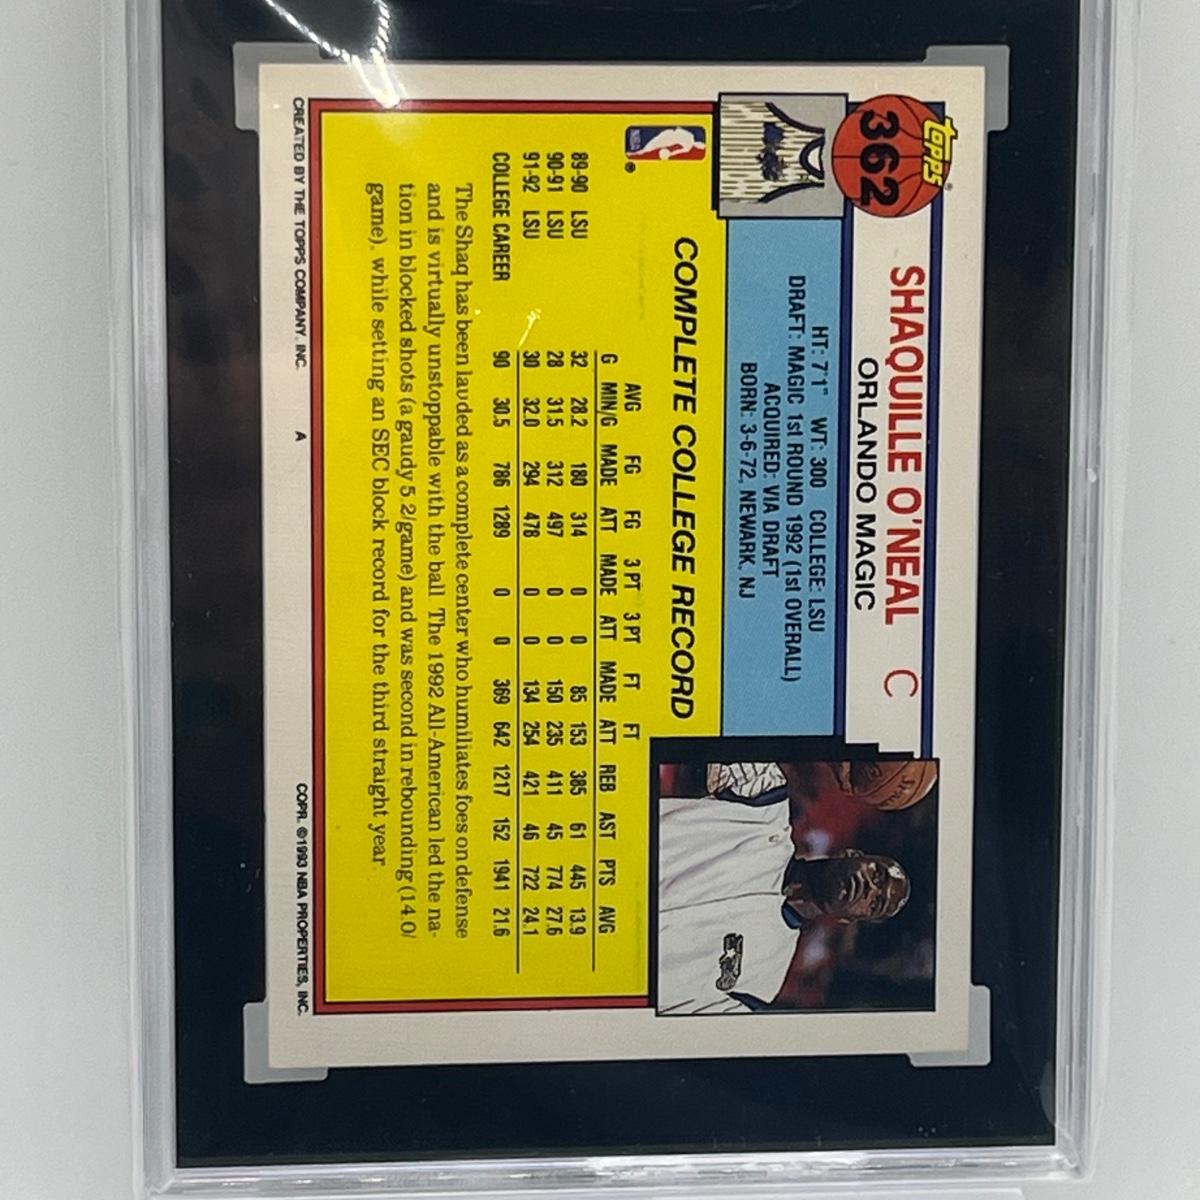 topps®
362
SHAQUILLE O'NEAL C
ORLANDO MAGIC
HT: 7'1" WT: 300 COLLEGE: LSU
DRAFT: MAGIC 1st ROUND 1992 (1st OVERALL)
ACQUIRED: VIA DRAFT
BORN: 3-6-72, NEWARK, NJ
NBA ®
COMPLETE COLLEGE RECORD
AVG FG FG 3 PT 3 PT FT FT
G MIN/G MADE ATT MADE ATT MADE ATT REB AST PTS AVG
89-90 LSU 32 28.2 180 314 0 0 85 153 385 61 445 13.9
90-91 LSU 28 31.5 312 497 0 0 150 235 411 45 774 27.6
91-92 LSU 30 32.0 294 478 0 0 134 254 421 46 722 24.1
COLLEGE CAREER 90 30.5 786 1289 0 0 369 642 1217 152 1941 21.6
The Shaq has been lauded as a complete center who humiliates foes on defense
and is virtually unstoppable with the ball. The 1992 All-American led the na-
tion in blocked shots (a gaudy 5.2/game) and was second in rebounding (14.0/
game), while setting an SEC block record for the third straight year.
CREATED BY THE TOPPS COMPANY, INC. A COPR. ©1993 NBA PROPERTIES, INC.